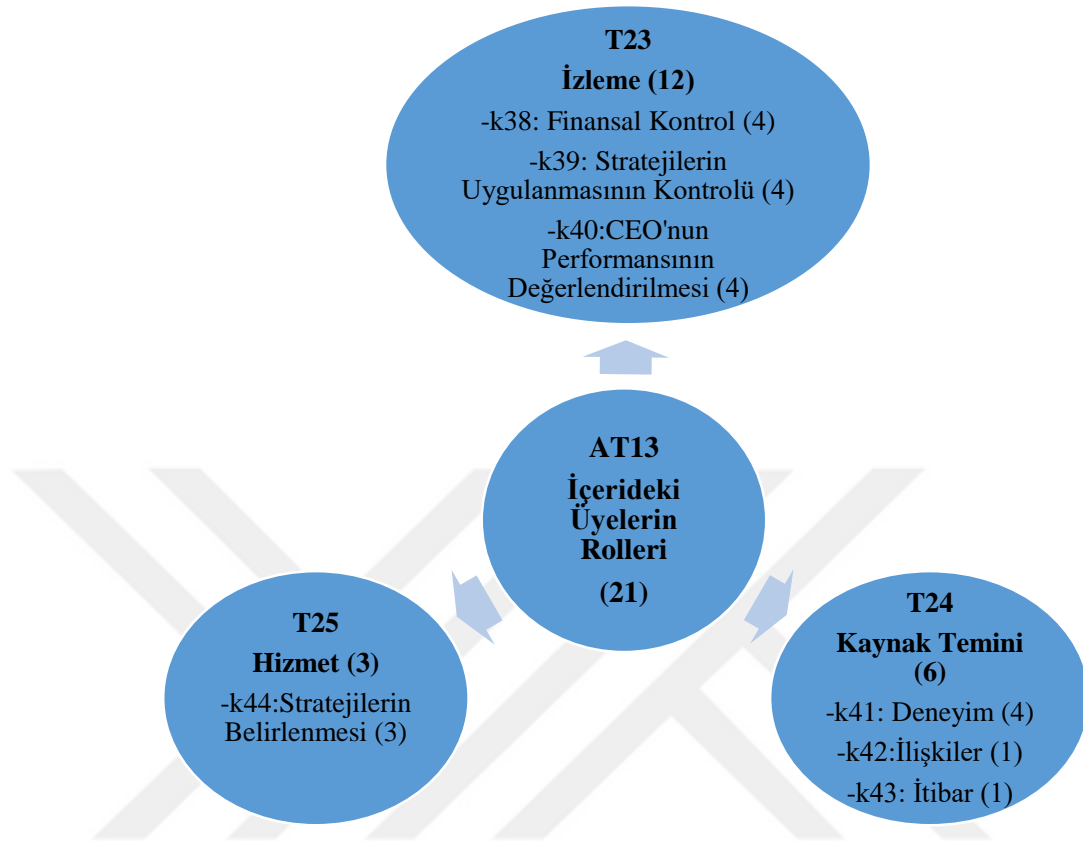 T23
İzleme (12)
-k38: Finansal Kontrol (4)
-k39: Stratejilerin
Uygulanmasının Kontrolü (4)
-k40:CEO'nun
Performansının
Değerlendirilmesi (4)
AT13
İçerideki
Üyelerin
Rolleri
(21)
T25
Hizmet (3)
-k44:Stratejilerin
Belirlenmesi (3)
T24
Kaynak Temini
(6)
-k41: Deneyim (4)
-k42:İlişkiler (1)
-k43: İtibar (1)